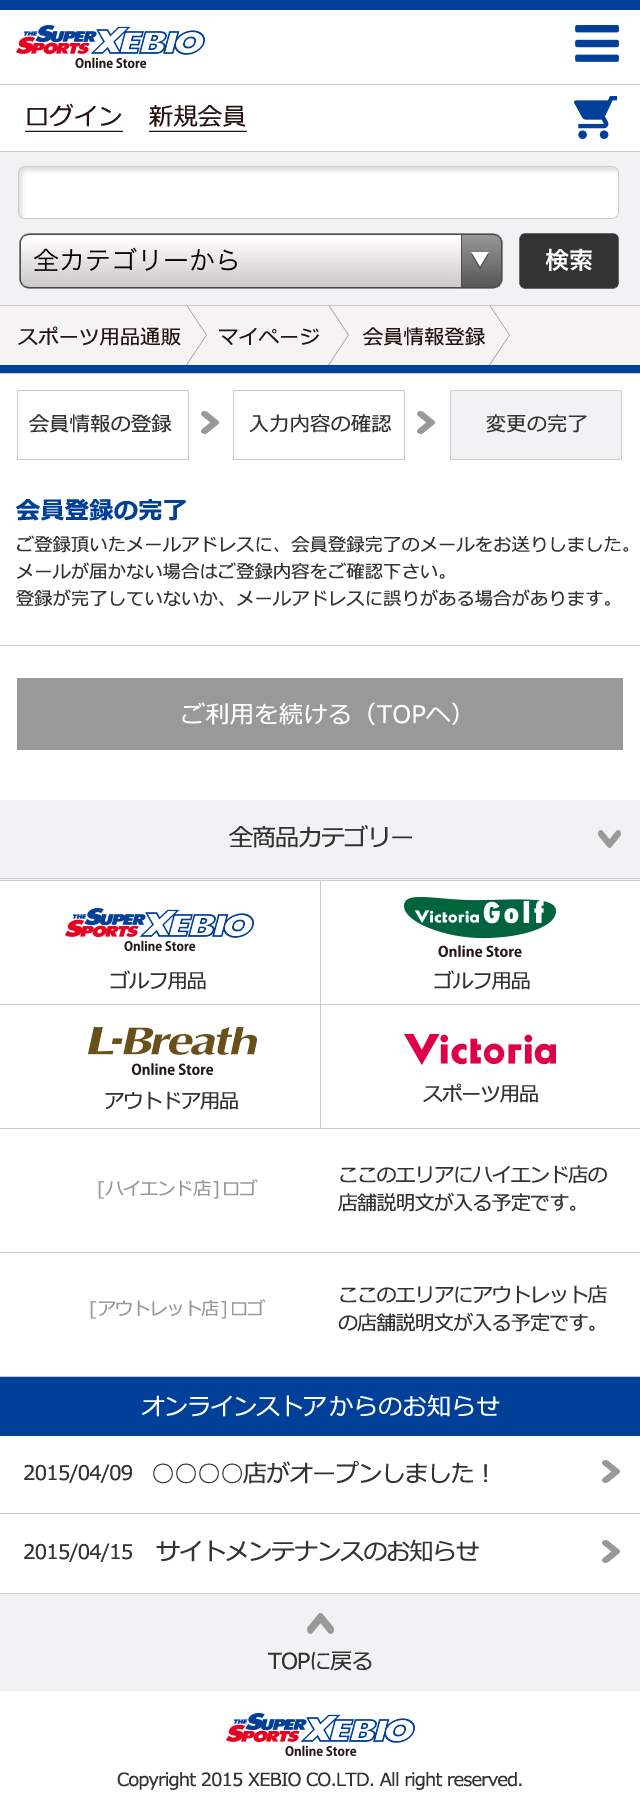 THE SUPER SPORTS XEBIO
Online Store
ログイン 新規会員
全カテゴリーから ▼ 検索
スポーツ用品通販 マイページ 会員情報登録
会員情報の登録 入力内容の確認 変更の完了
会員登録の完了
ご登録頂いたメールアドレスに、会員登録完了のメールをお送りしました。
メールが届かない場合はご登録内容をご確認下さい。
登録が完了していないか、メールアドレスに誤りがある場合があります。
ご利用を続ける（TOPへ）
全商品カテゴリー
THE SUPER SPORTS XEBIO
Online Store
ゴルフ用品
Victoria Golf
Online Store
ゴルフ用品
L-Breath
Online Store
アウトドア用品
Victoria
スポーツ用品
[ハイエンド店]ロゴ
ここのエリアにハイエンド店の
店舗説明文が入る予定です。
[アウトレット店]ロゴ
ここのエリアにアウトレット店
の店舗説明文が入る予定です。
オンラインストアからのお知らせ
2015/04/09 〇〇〇〇店がオープンしました！
2015/04/15 サイトメンテナンスのお知らせ
TOPに戻る
THE SUPER SPORTS XEBIO
Online Store
Copyright 2015 XEBIO CO.LTD. All right reserved.